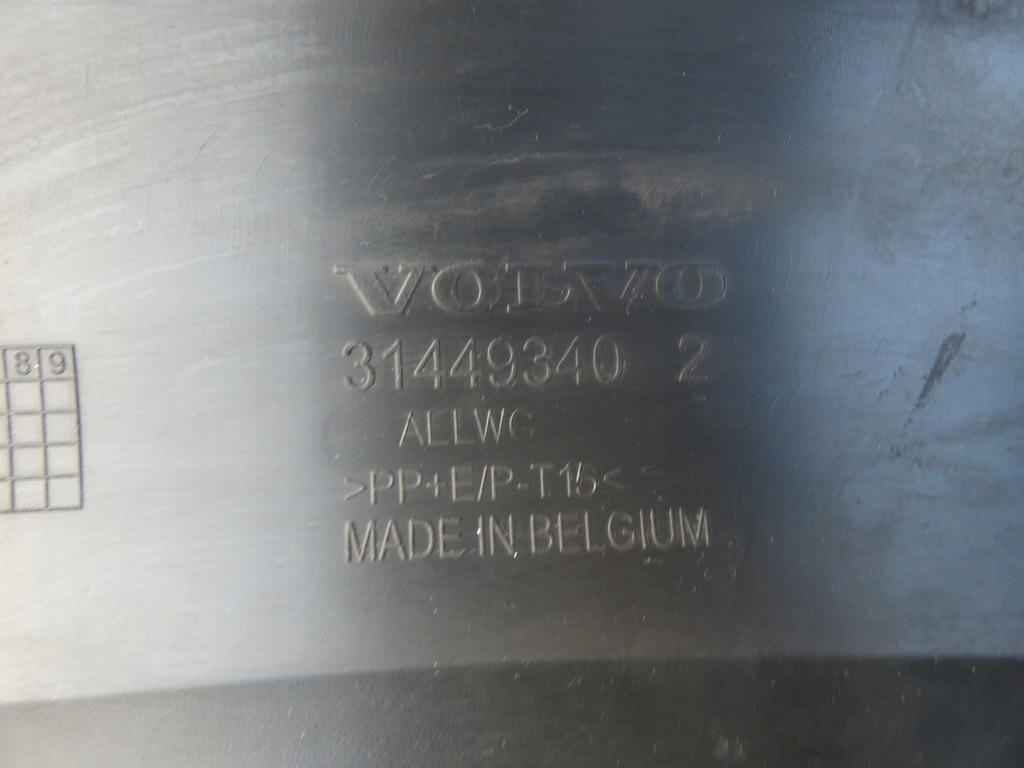 VOLVO
31449340 2
8 9
ALLWG
>PP+E/P-T15<
MADE IN BELGIUM